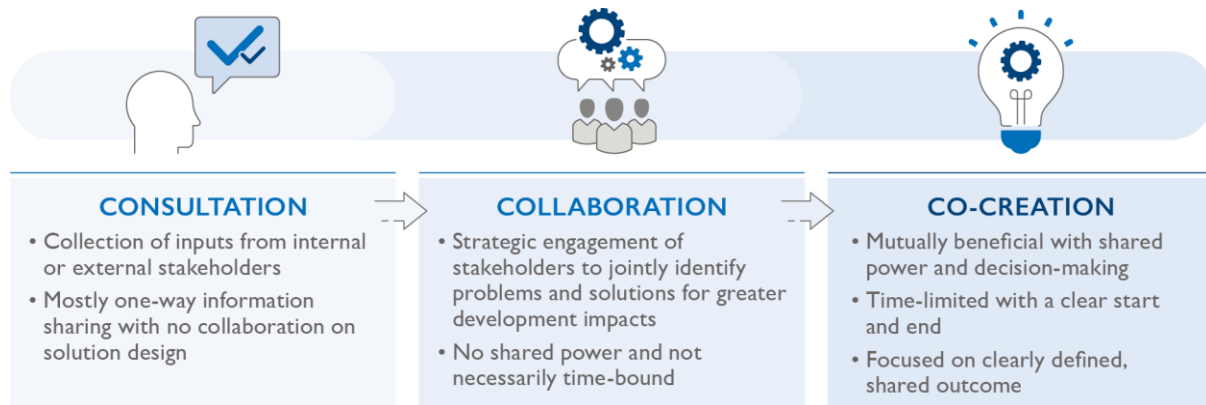 CONSULTATION
• Collection of inputs from internal
or external stakeholders
• Mostly one-way information
sharing with no collaboration on
solution design
COLLABORATION
• Strategic engagement of
stakeholders to jointly identify
problems and solutions for greater
development impacts
• No shared power and not
necessarily time-bound
CO-CREATION
• Mutually beneficial with shared
power and decision-making
• Time-limited with a clear start
and end
• Focused on clearly defined,
shared outcome